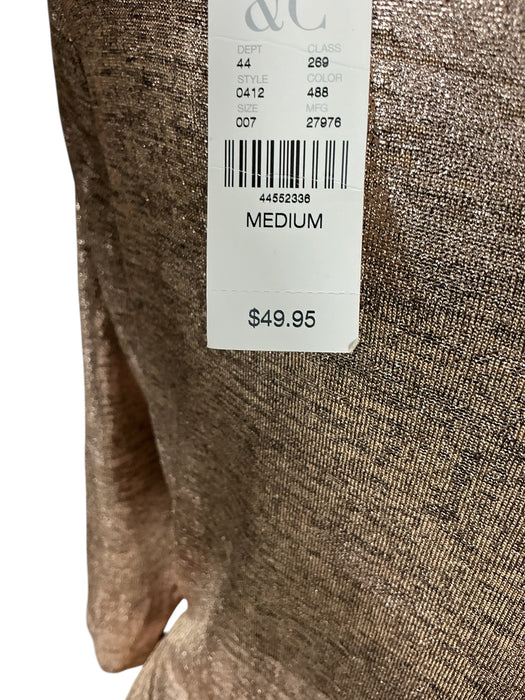 &C
DEPT CLASS
44 269
STYLE COLOR
0412 488
SIZE MFG
007 27976
44552336
MEDIUM
$49.95